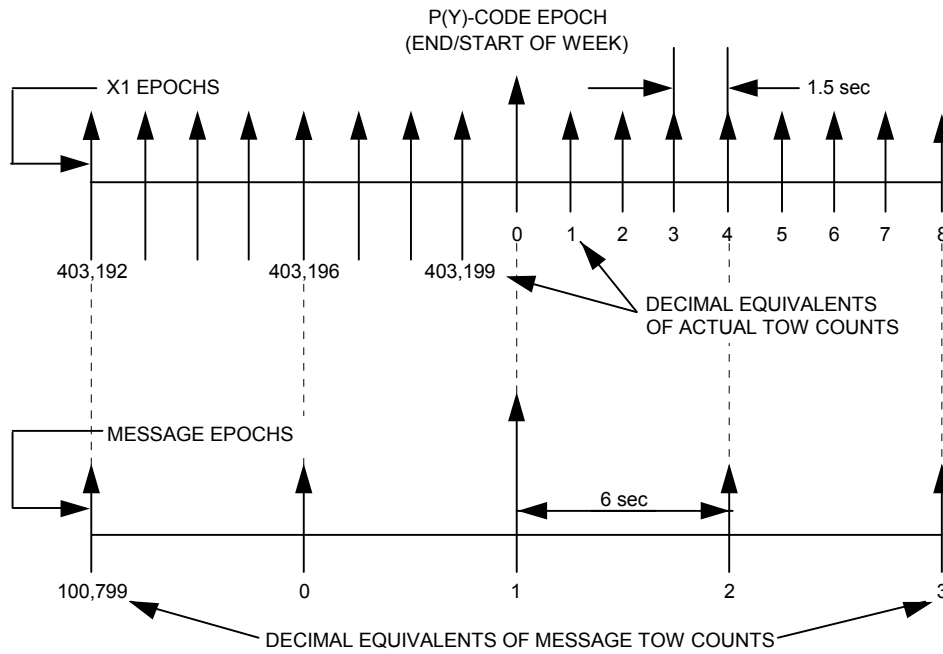 P(Y)-CODE EPOCH
(END/START OF WEEK)
X1 EPOCHS
1.5 sec
0 1 2 3 4 5 6 7 8
403,192 403,196 403,199
DECIMAL EQUIVALENTS
OF ACTUAL TOW COUNTS
MESSAGE EPOCHS
6 sec
100,799 0 1 2 3
DECIMAL EQUIVALENTS OF MESSAGE TOW COUNTS